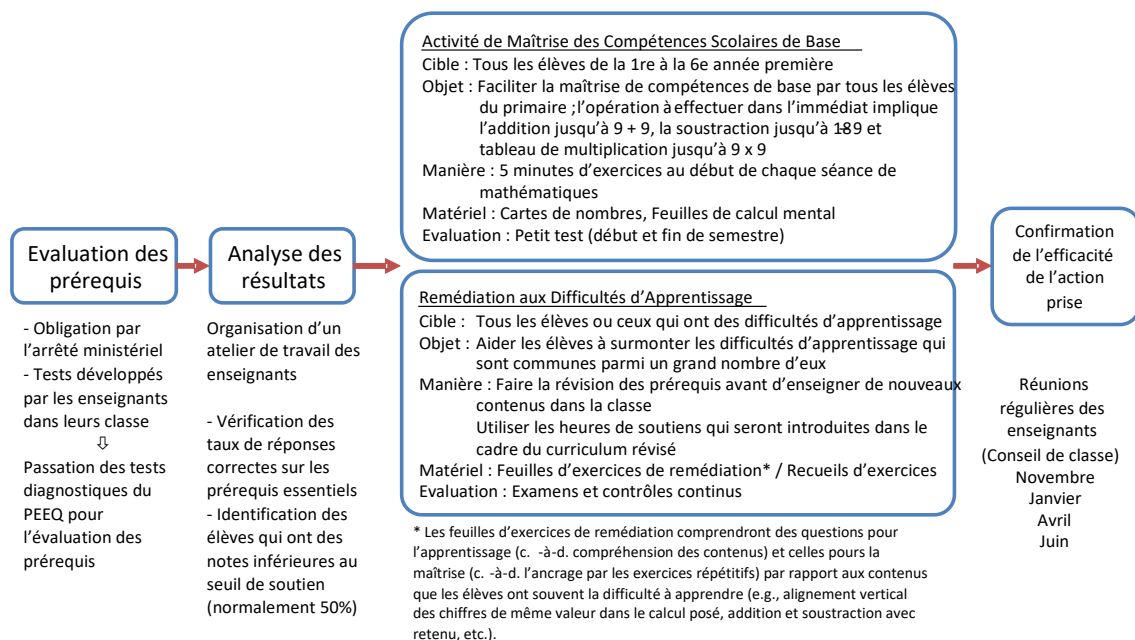 Evaluation des
prérequis
- Obligation par
l'arrêté ministériel
- Tests développés
par les enseignants
dans leurs classe
⇩
Passation des tests
diagnostiques du
PEEQ pour
l'évaluation des
prérequis
Analyse des
résultats
Organisation d'un
atelier de travail des
enseignants
- Vérification des
taux de réponses
correctes sur les
prérequis essentiels
- Identification des
élèves qui ont des
notes inférieures au
seuil de soutien
(normalement 50%)
Activité de Maîtrise des Compétences Scolaires de Base
Cible : Tous les élèves de la 1re à la 6e année première
Objet : Faciliter la maîtrise de compétences de base par tous les élèves
du primaire ; l'opération à effectuer dans l'immédiat implique
l'addition jusqu'à 9 + 9, la soustraction jusqu'à 18-9 et
tableau de multiplication jusqu'à 9 x 9
Manière : 5 minutes d'exercices au début de chaque séance de
mathématiques
Matériel : Cartes de nombres, Feuilles de calcul mental
Evaluation : Petit test (début et fin de semestre)
Remédiation aux Difficultés d'Apprentissage
Cible : Tous les élèves ou ceux qui ont des difficultés d'apprentissage
Objet : Aider les élèves à surmonter les difficultés d'apprentissage qui
sont communes parmi un grand nombre d'eux
Manière : Faire la révision des prérequis avant d'enseigner de nouveaux
contenus dans la classe
Utiliser les heures de soutiens qui seront introduites dans le
cadre du curriculum révisé
Matériel : Feuilles d'exercices de remédiation* / Recueils d'exercices
Evaluation : Examens et contrôles continus
* Les feuilles d'exercices de remédiation comprendront des questions pour
l'apprentissage (c. -à-d. compréhension des contenus) et celles pours la
maîtrise (c. -à-d. l'ancrage par les exercices répétitifs) par rapport aux contenus
que les élèves ont souvent la difficulté à apprendre (e.g., alignement vertical
des chiffres de même valeur dans le calcul posé, addition et soustraction avec
retenu, etc.).
Confirmation
de l'efficacité
de l'action
prise
Réunions
régulières des
enseignants
(Conseil de classe)
Novembre
Janvier
Avril
Juin